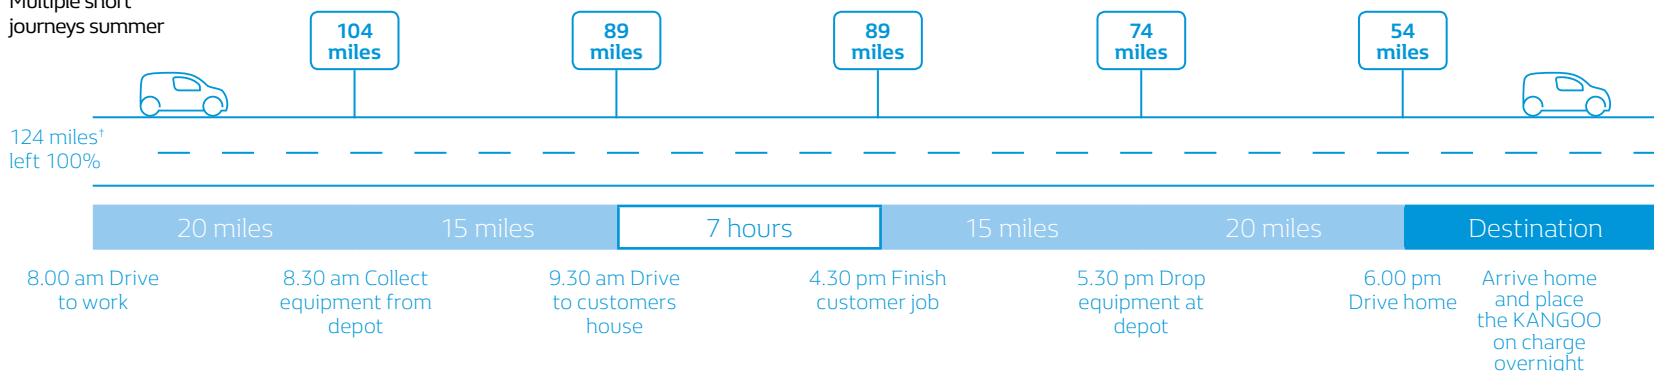 Multiple short
journeys summer
104
miles
89
miles
89
miles
74
miles
54
miles
124 miles†
left 100%
20 miles
15 miles
7 hours
15 miles
20 miles
Destination
8.00 am Drive
to work
8.30 am Collect
equipment from
depot
9.30 am Drive
to customers
house
4.30 pm Finish
customer job
5.30 pm Drop
equipment at
depot
6.00 pm
Drive home
Arrive home
and place
the KANGOO
on charge
overnight